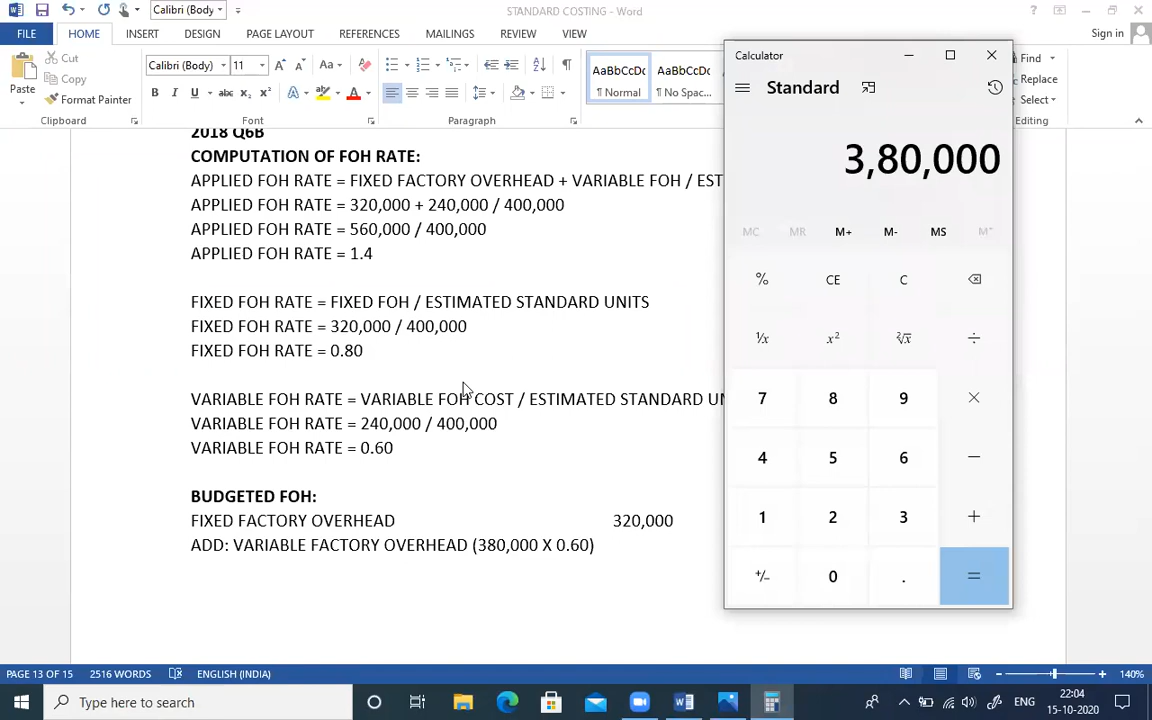 Calibri (Body
STANDARD COSTING - Word
FILE
HOME
INSERT
DESIGN
PAGE LAYOUT
REFERENCES
MAILINGS
REVIEW
VIEW
Sign in
Paste
Cut
Copy
Format Painter
Clipboard
Calibri (Body)
11
Font
Paragraph
AaBbCcDc
¶ Normal
AaBbCcDc
¶ No Spac...
Find
Replace
Select
Editing
2018 Q6B
COMPUTATION OF FOH RATE:
APPLIED FOH RATE = FIXED FACTORY OVERHEAD + VARIABLE FOH / EST
APPLIED FOH RATE = 320,000 + 240,000 / 400,000
APPLIED FOH RATE = 560,000 / 400,000
APPLIED FOH RATE = 1.4
FIXED FOH RATE = FIXED FOH / ESTIMATED STANDARD UNITS
FIXED FOH RATE = 320,000 / 400,000
FIXED FOH RATE = 0.80
VARIABLE FOH RATE = VARIABLE FOH COST / ESTIMATED STANDARD UN
VARIABLE FOH RATE = 240,000 / 400,000
VARIABLE FOH RATE = 0.60
BUDGETED FOH:
FIXED FACTORY OVERHEAD 320,000
ADD: VARIABLE FACTORY OVERHEAD (380,000 X 0.60)
Calculator
Standard
3,80,000
MC MR M+ M- MS M˅
% CE C
¹/x x² ²√x ÷
7 8 9 ×
4 5 6 −
1 2 3 +
+/− 0 . =
PAGE 13 OF 15
2516 WORDS
ENGLISH (INDIA)
140%
Type here to search
ENG
22:04
15-10-2020